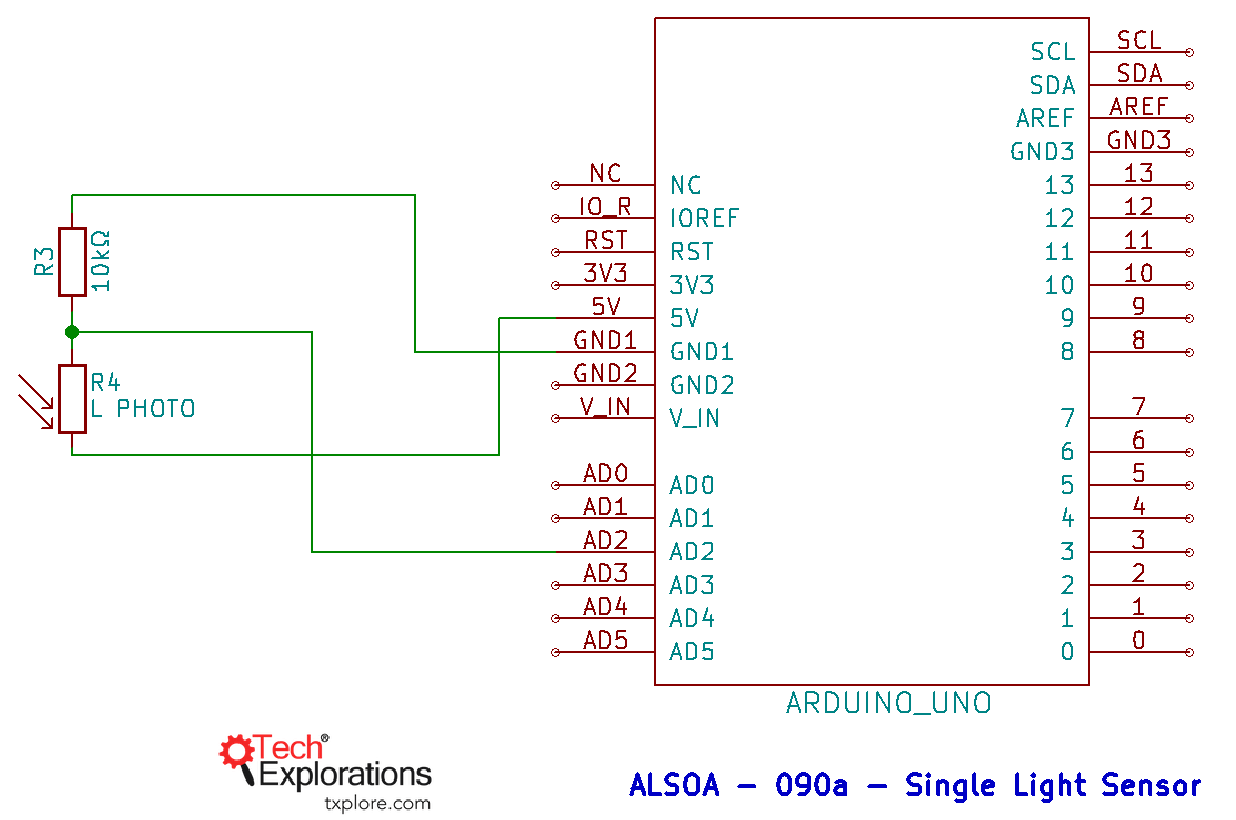 SCL SCL
SDA SDA
AREF AREF
GND3 GND3
NC NC 13 13
IO_R IOREF 12 12
RST RST 11 11
3V3 3V3 10 10
5V 5V 9 9
GND1 GND1 8 8
GND2 GND2
V_IN V_IN 7 7
6 6
AD0 AD0 5 5
AD1 AD1 4 4
AD2 AD2 3 3
AD3 AD3 2 2
AD4 AD4 1 1
AD5 AD5 0 0
R3
10kΩ
R4
L PHOTO
ARDUINO_UNO
Tech®
Explorations
txplore.com
ALSOA - 090a - Single Light Sensor